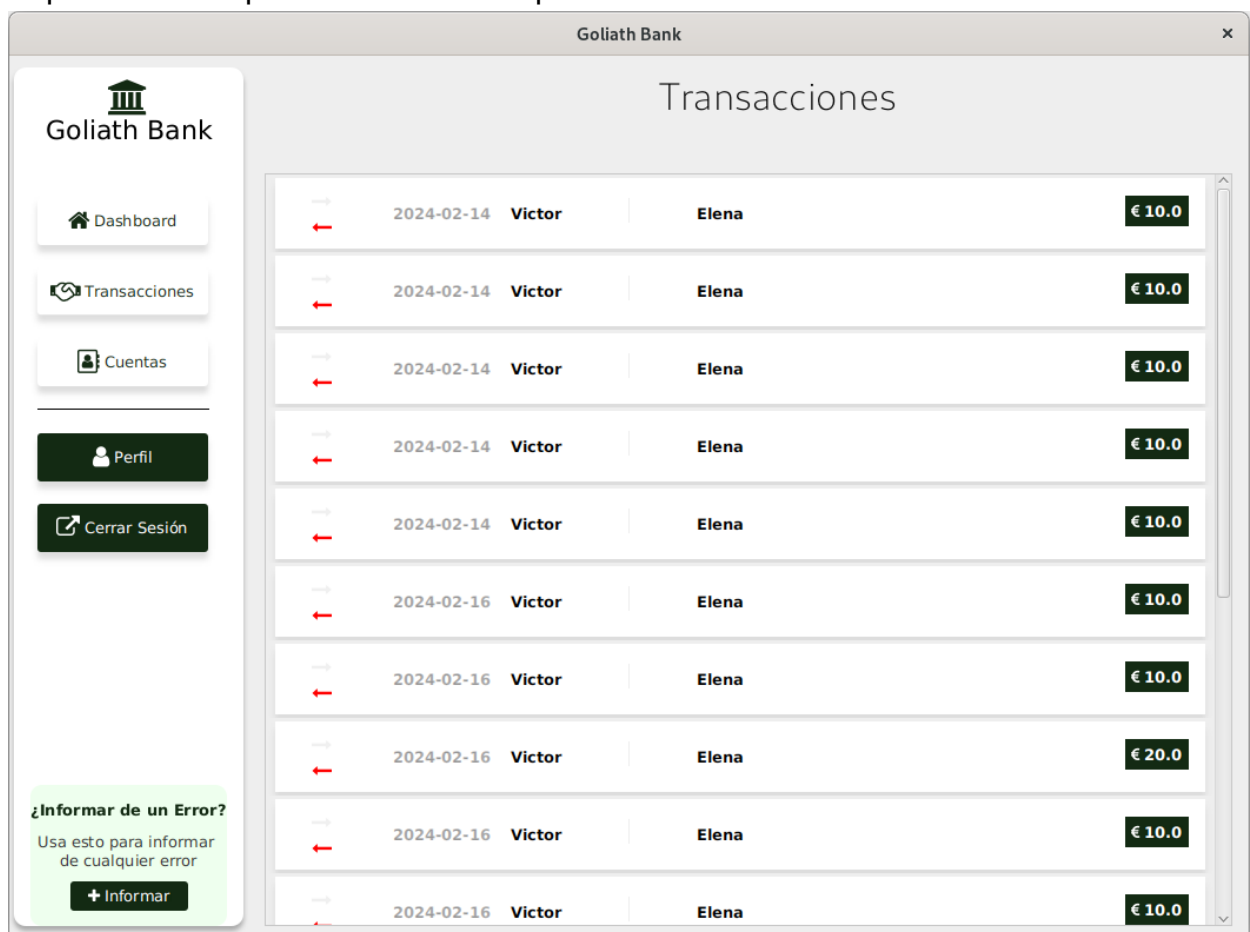 Goliath Bank
Goliath Bank
Transacciones
2024-02-14 Victor Elena € 10.0
Dashboard
2024-02-14 Victor Elena € 10.0
Transacciones
2024-02-14 Victor Elena € 10.0
Cuentas
2024-02-14 Victor Elena € 10.0
Perfil
2024-02-14 Victor Elena € 10.0
Cerrar Sesión
2024-02-16 Victor Elena € 10.0
2024-02-16 Victor Elena € 10.0
2024-02-16 Victor Elena € 20.0
2024-02-16 Victor Elena € 10.0
2024-02-16 Victor Elena € 10.0
¿Informar de un Error?
Usa esto para informar
de cualquier error
+ Informar